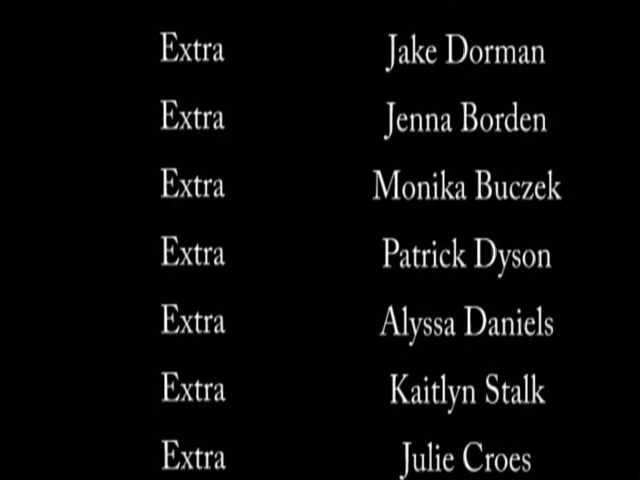 Extra Jake Dorman
Extra Jenna Borden
Extra Monika Buczek
Extra Patrick Dyson
Extra Alyssa Daniels
Extra Kaitlyn Stalk
Extra Julie Croes